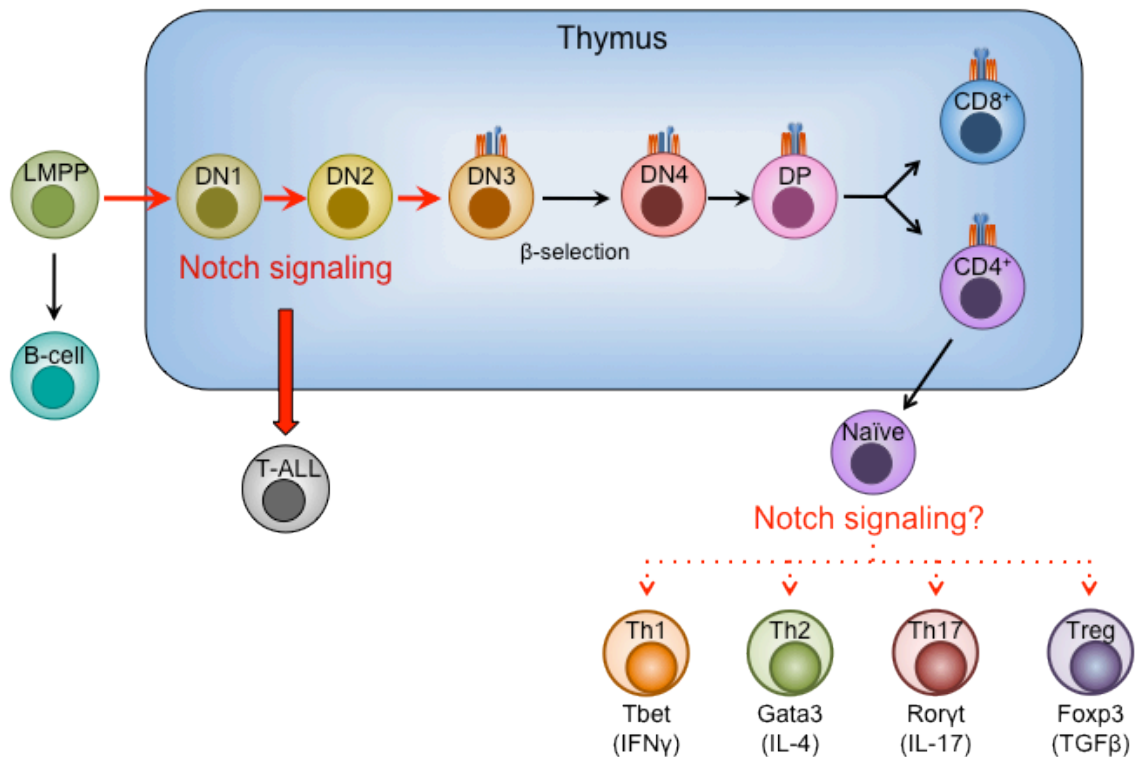 Thymus
CD8⁺
LMPP
DN1
DN2
DN3
DN4
DP
β-selection
Notch signaling
CD4⁺
B-cell
Naïve
T-ALL
Notch signaling?
Th1
Th2
Th17
Treg
Tbet
(IFNγ)
Gata3
(IL-4)
Rorγt
(IL-17)
Foxp3
(TGFβ)